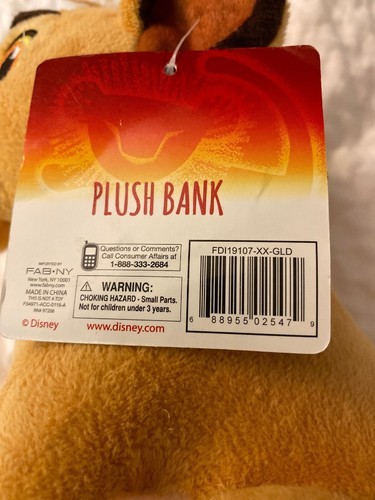 PLUSH BANK
Questions or Comments?
Call Consumer Affairs at
1-888-333-2684
IMPORTED BY
FAB·NY
New York, NY 10001
www.fabny.com
MADE IN CHINA
THIS IS NOT A TOY
WARNING:
CHOKING HAZARD - Small Parts.
Not for children under 3 years.
© Disney
www.disney.com
FDI19107-XX-GLD
6 88955 02547 9